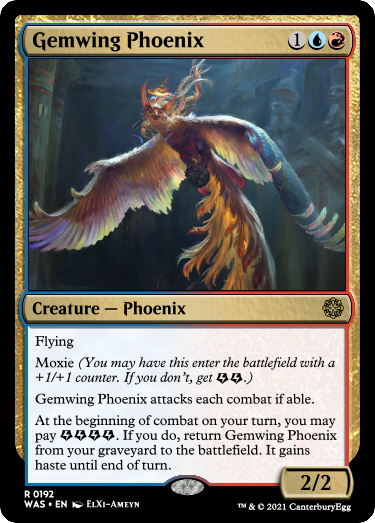 Gemwing Phoenix 1
Creature — Phoenix
Flying
Moxie (You may have this enter the battlefield with a
+1/+1 counter. If you don't, get .)
Gemwing Phoenix attacks each combat if able.
At the beginning of combat on your turn, you may
pay . If you do, return Gemwing Phoenix
from your graveyard to the battlefield. It gains
haste until end of turn.
2/2
R 0192
WAS • EN ElXi-Ameyn
™ & © 2021 CanterburyEgg